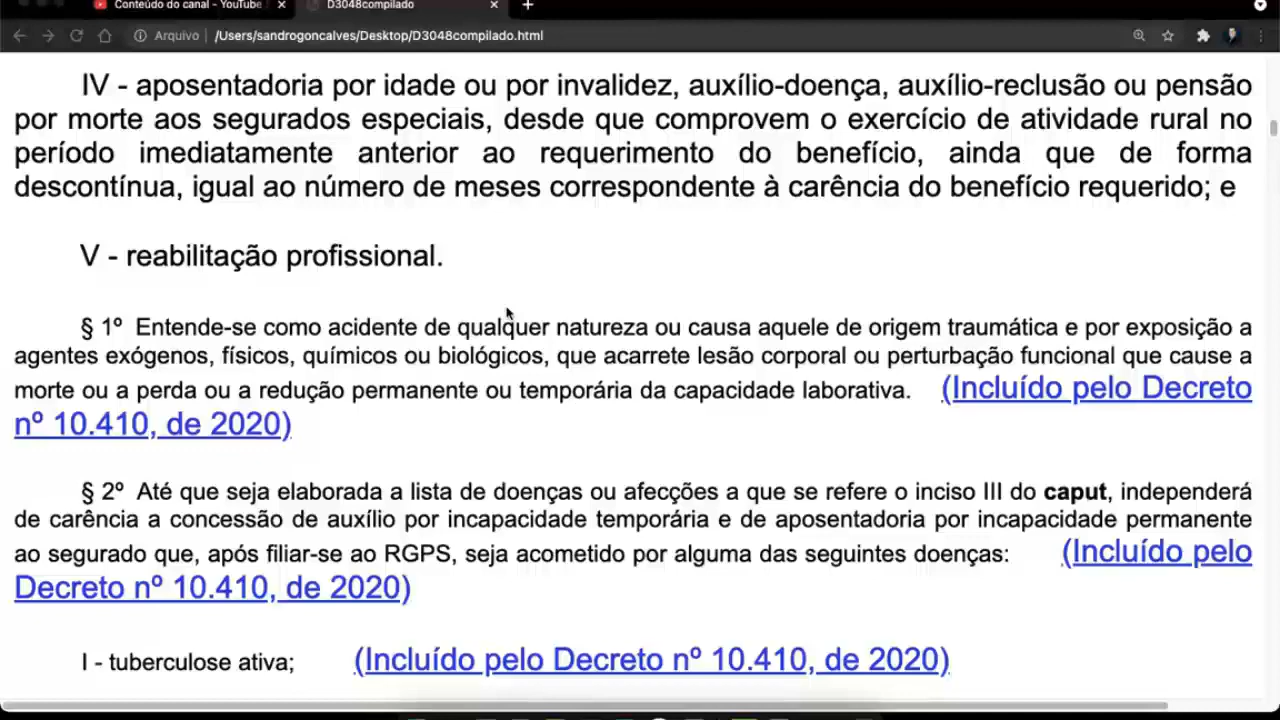 Conteúdo do canal - YouTube
D3048compilado
Arquivo
/Users/sandrogoncalves/Desktop/D3048compilado.html
IV - aposentadoria por idade ou por invalidez, auxílio-doença, auxílio-reclusão ou pensão
por morte aos segurados especiais, desde que comprovem o exercício de atividade rural no
período imediatamente anterior ao requerimento do benefício, ainda que de forma
descontínua, igual ao número de meses correspondente à carência do benefício requerido; e
V - reabilitação profissional.
§ 1º Entende-se como acidente de qualquer natureza ou causa aquele de origem traumática e por exposição a
agentes exógenos, físicos, químicos ou biológicos, que acarrete lesão corporal ou perturbação funcional que cause a
morte ou a perda ou a redução permanente ou temporária da capacidade laborativa. (Incluído pelo Decreto
nº 10.410, de 2020)
§ 2º Até que seja elaborada a lista de doenças ou afecções a que se refere o inciso III do caput, independerá
de carência a concessão de auxílio por incapacidade temporária e de aposentadoria por incapacidade permanente
ao segurado que, após filiar-se ao RGPS, seja acometido por alguma das seguintes doenças: (Incluído pelo
Decreto nº 10.410, de 2020)
I - tuberculose ativa; (Incluído pelo Decreto nº 10.410, de 2020)